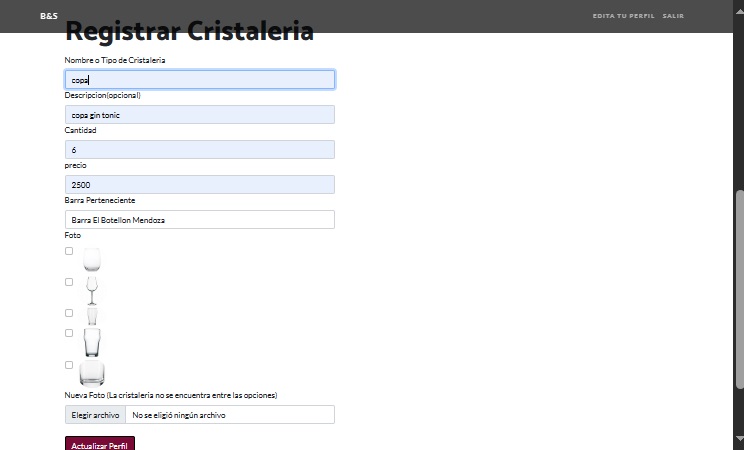 B&S
EDITA TU PERFIL SALIR
Registrar Cristaleria
Nombre o Tipo de Cristaleria
copa
Descripcion(opcional)
copa gin tonic
Cantidad
6
precio
2500
Barra Perteneciente
Barra El Botellon Mendoza
Foto
Nueva Foto (La cristaleria no se encuentra entre las opciones)
Elegir archivo No se eligió ningún archivo
Actualizar Perfil